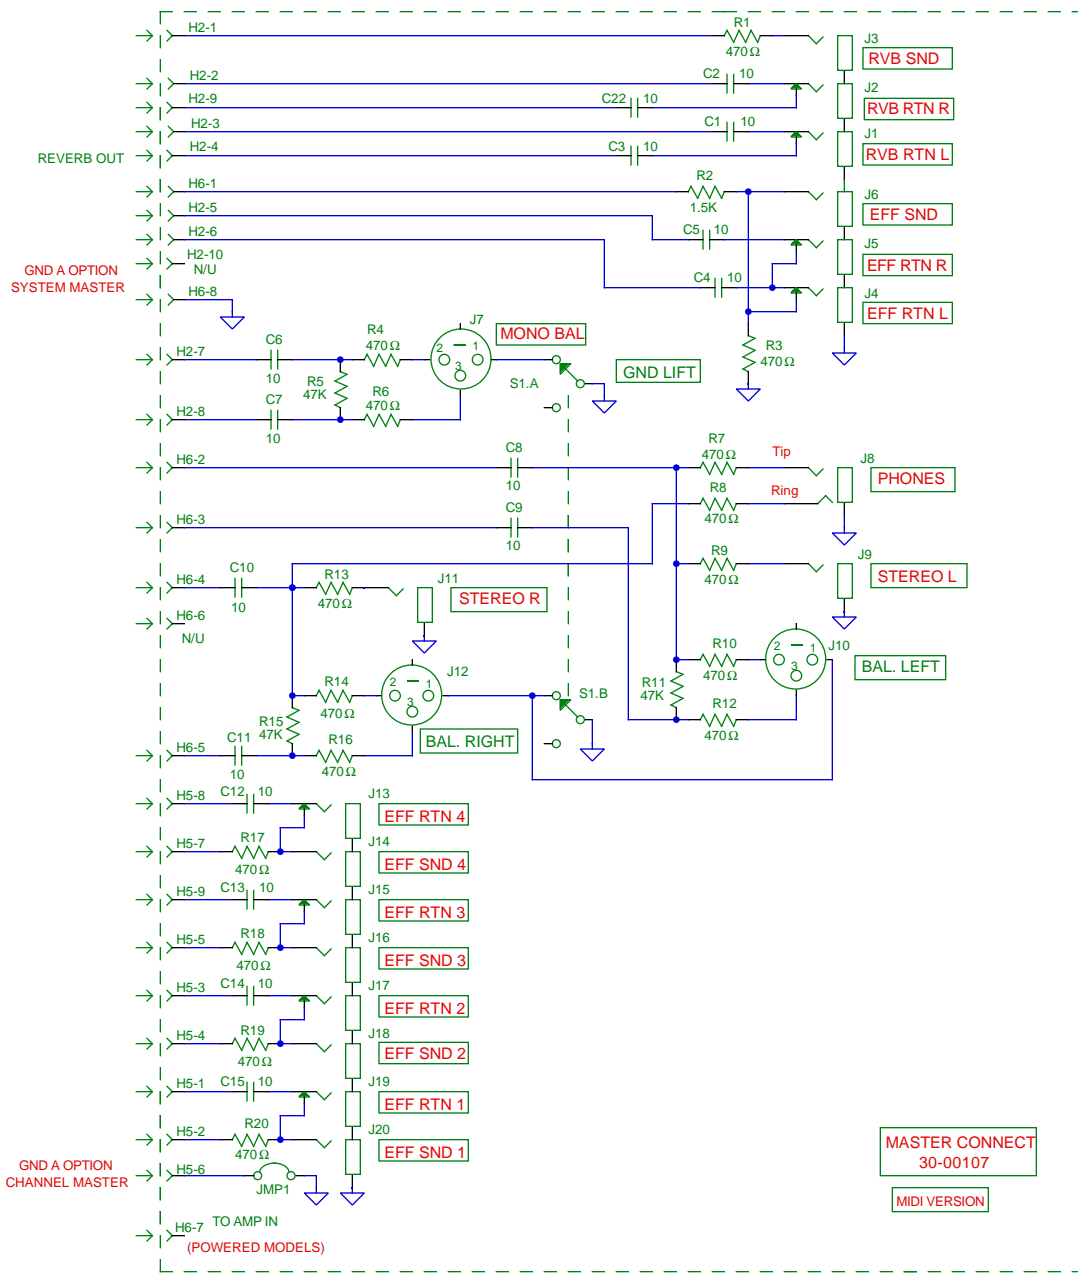 H2-1
R1
470Ω
J3
RVB SND
H2-2
C2 10
J2
H2-9
C22 10
RVB RTN R
H2-3
C1 10
J1
REVERB OUT
H2-4
C3 10
RVB RTN L
H6-1
R2
1.5K
J6
EFF SND
H2-5
C5 10
H2-6
J5
EFF RTN R
GND A OPTION
SYSTEM MASTER
H2-10
N/U
C4 10
J4
EFF RTN L
H6-8
R3
470Ω
J7
MONO BAL
H2-7
C6
10
R4
470Ω
2 1
3
R5
47K
R6
470Ω
S1.A
GND LIFT
H2-8
C7
10
H6-2
C8
10
R7
470Ω
Tip
J8
PHONES
R8
470Ω
Ring
H6-3
C9
10
R9
470Ω
J9
STEREO L
H6-4
C10
10
R13
470Ω
J11
STEREO R
H6-6
N/U
R10
470Ω
2 1
3
J10
BAL. LEFT
R11
47K
R12
470Ω
R14
470Ω
2 1
3
J12
S1.B
R15
47K
R16
470Ω
BAL. RIGHT
H6-5
C11
10
H5-8
C12 10
J13
EFF RTN 4
H5-7
R17
470Ω
J14
EFF SND 4
H5-9
C13 10
J15
EFF RTN 3
H5-5
R18
470Ω
J16
EFF SND 3
H5-3
C14 10
J17
EFF RTN 2
H5-4
R19
470Ω
J18
EFF SND 2
H5-1
C15 10
J19
EFF RTN 1
H5-2
R20
470Ω
J20
EFF SND 1
GND A OPTION
CHANNEL MASTER
H5-6
JMP1
MASTER CONNECT
30-00107
MIDI VERSION
H6-7
TO AMP IN
(POWERED MODELS)